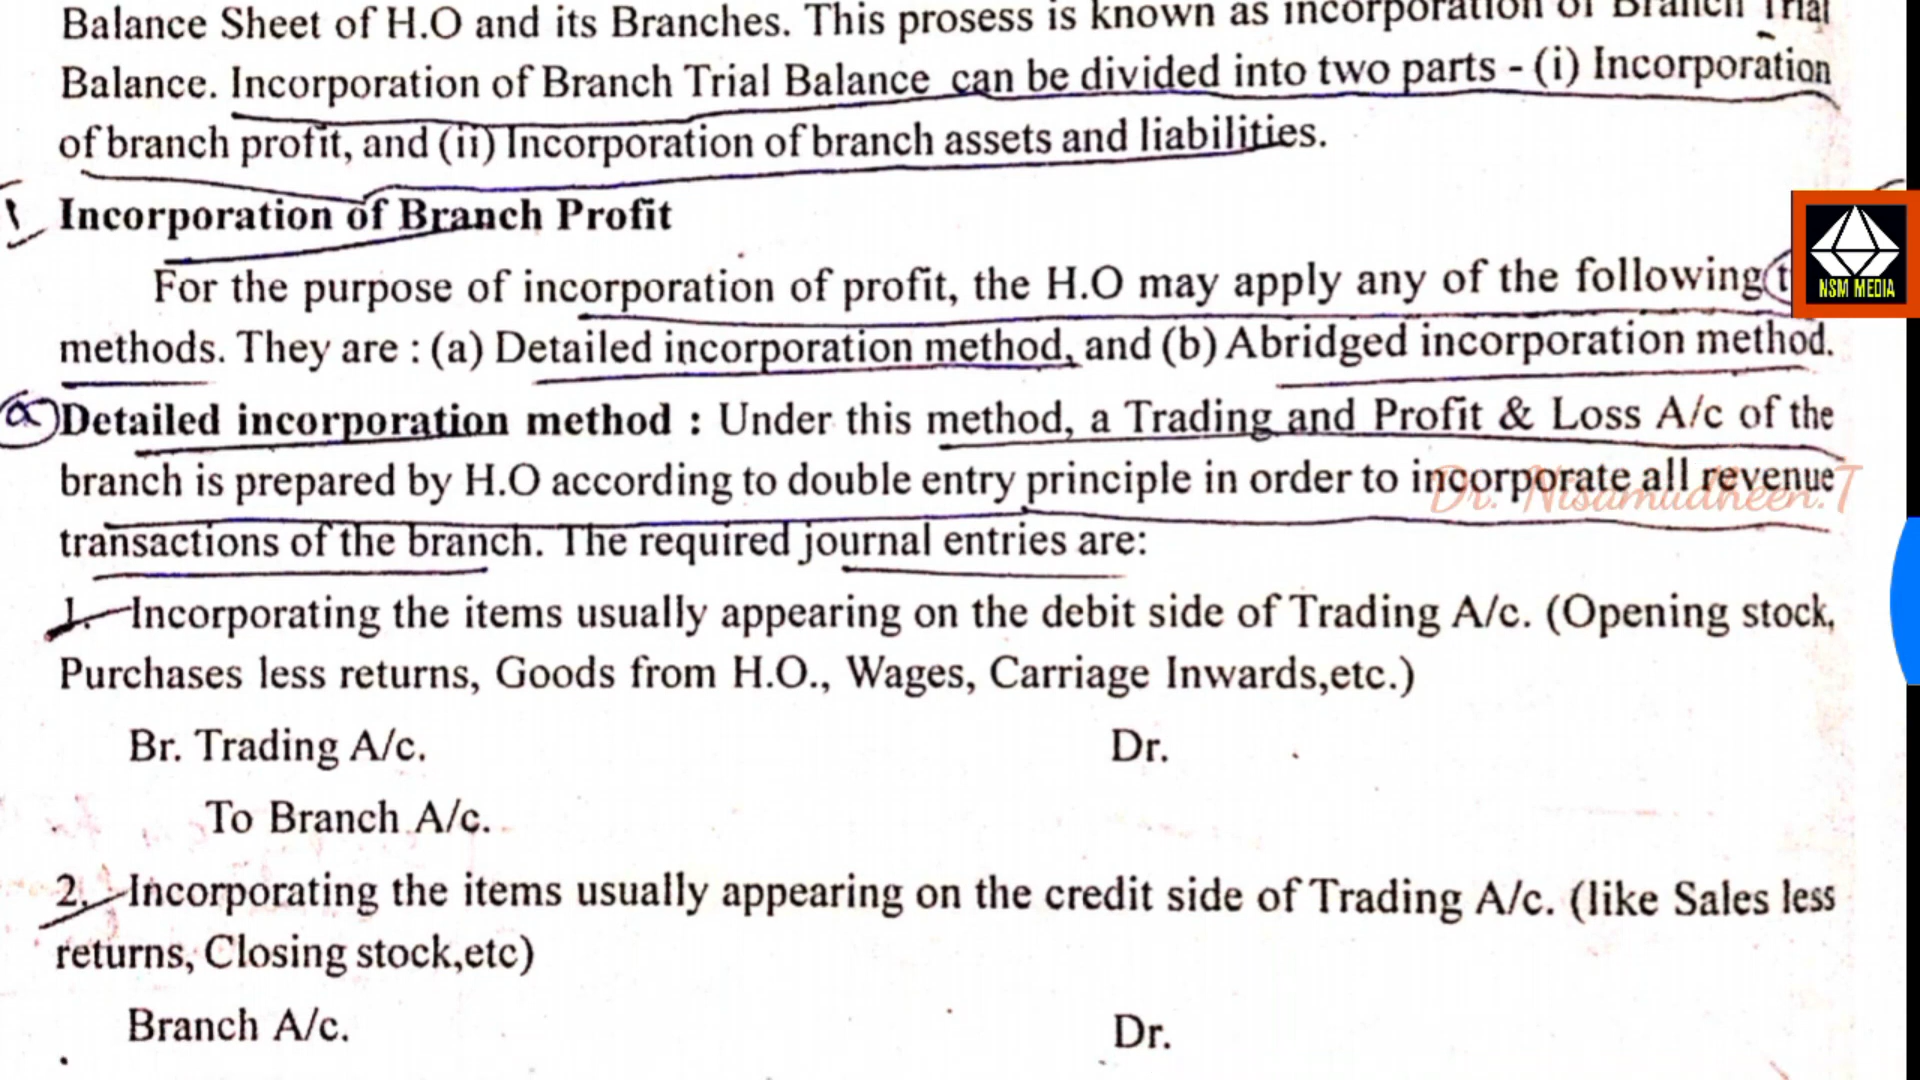 Balance Sheet of H.O and its Branches. This prosess is known as incorporation of Branch Trial
Balance. Incorporation of Branch Trial Balance can be divided into two parts - (i) Incorporation
of branch profit, and (ii) Incorporation of branch assets and liabilities.
1 Incorporation of Branch Profit
For the purpose of incorporation of profit, the H.O may apply any of the following
NSM MEDIA
methods. They are : (a) Detailed incorporation method, and (b) Abridged incorporation method.
a Detailed incorporation method : Under this method, a Trading and Profit & Loss A/c of the
branch is prepared by H.O according to double entry principle in order to incorporate all revenue
Dr. Nisamudheen.T
transactions of the branch. The required journal entries are:
1. Incorporating the items usually appearing on the debit side of Trading A/c. (Opening stock,
Purchases less returns, Goods from H.O., Wages, Carriage Inwards,etc.)
Br. Trading A/c. Dr.
To Branch A/c.
2. Incorporating the items usually appearing on the credit side of Trading A/c. (like Sales less
returns, Closing stock,etc)
Branch A/c. Dr.